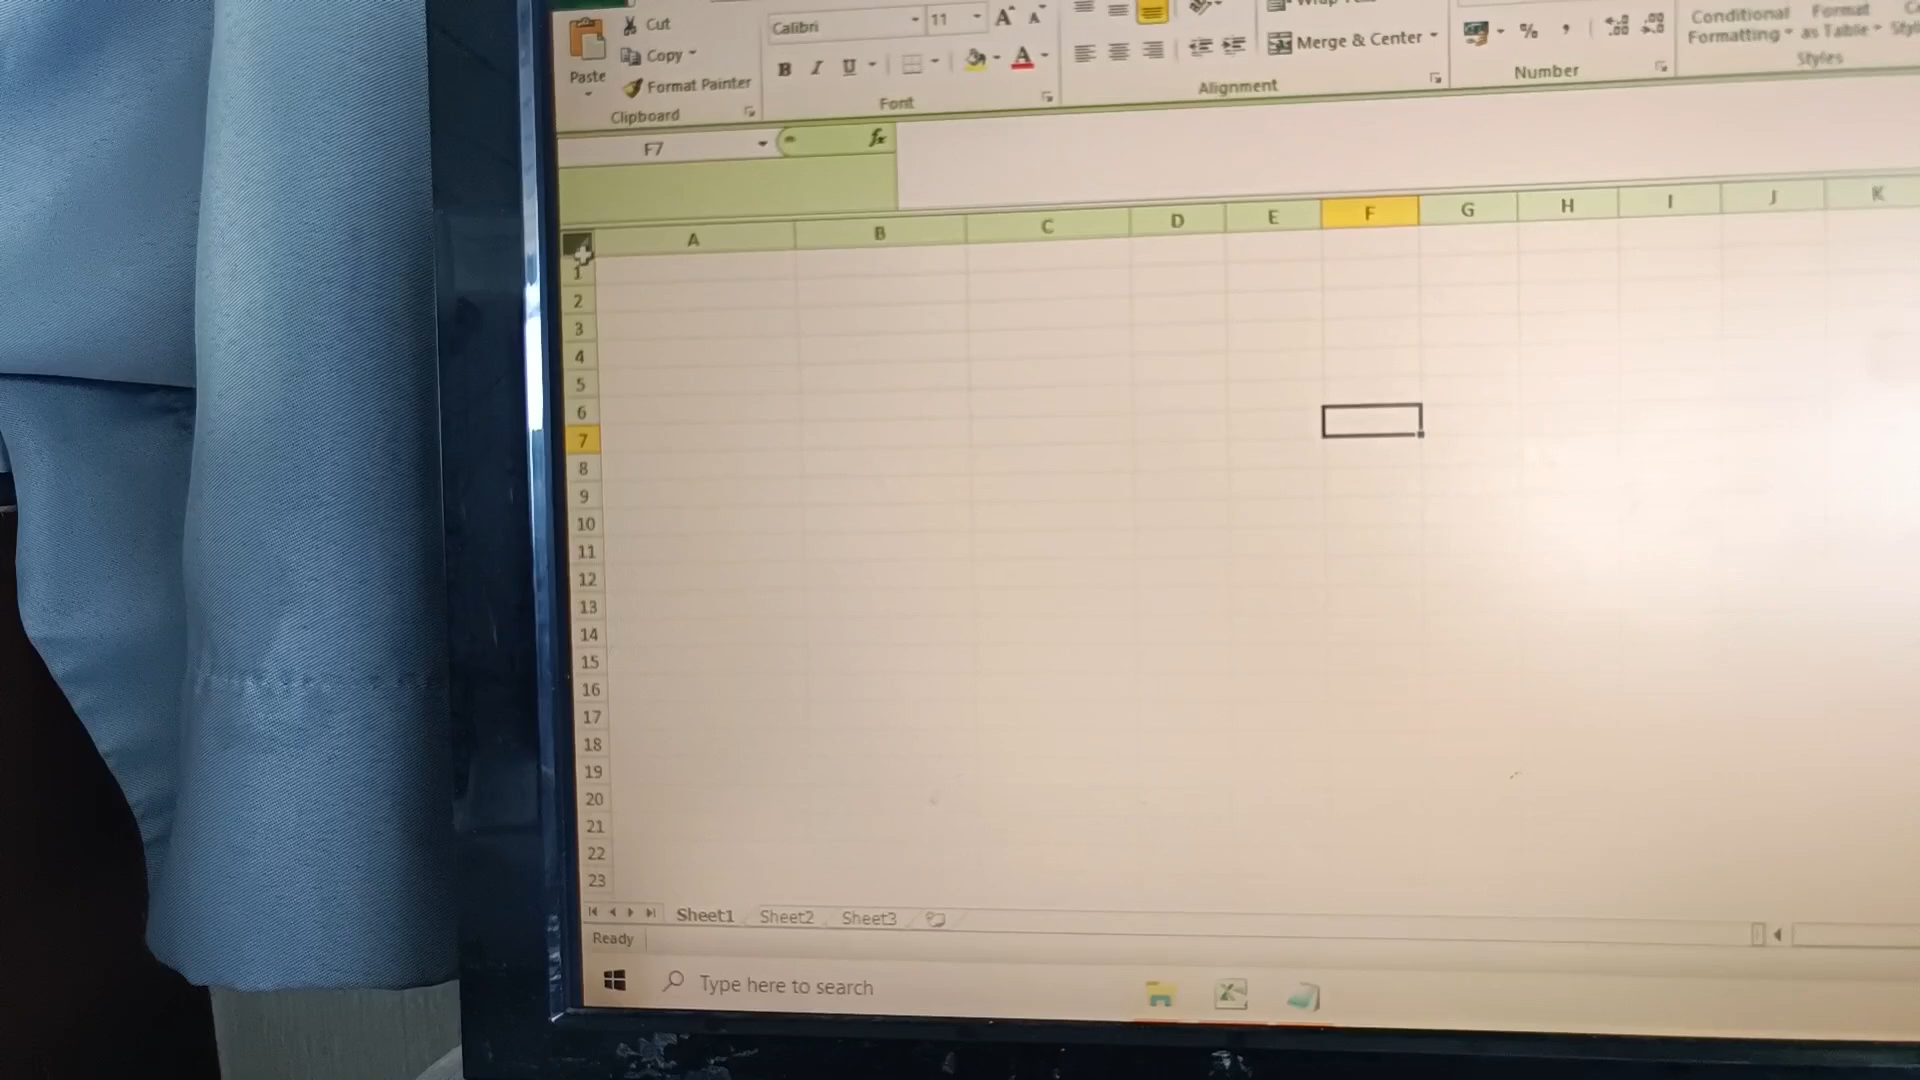 Cut
Calibri 11 A A
Copy
Merge & Center
%
Conditional Format
Formatting as Table
Paste
Format Painter
B I U A
Clipboard
Font
Alignment
Number
Styles
F7
fx
A B C D E F G H I J K
1
2
3
4
5
6
7
8
9
10
11
12
13
14
15
16
17
18
19
20
21
22
23
Sheet1 Sheet2 Sheet3
Ready
Type here to search